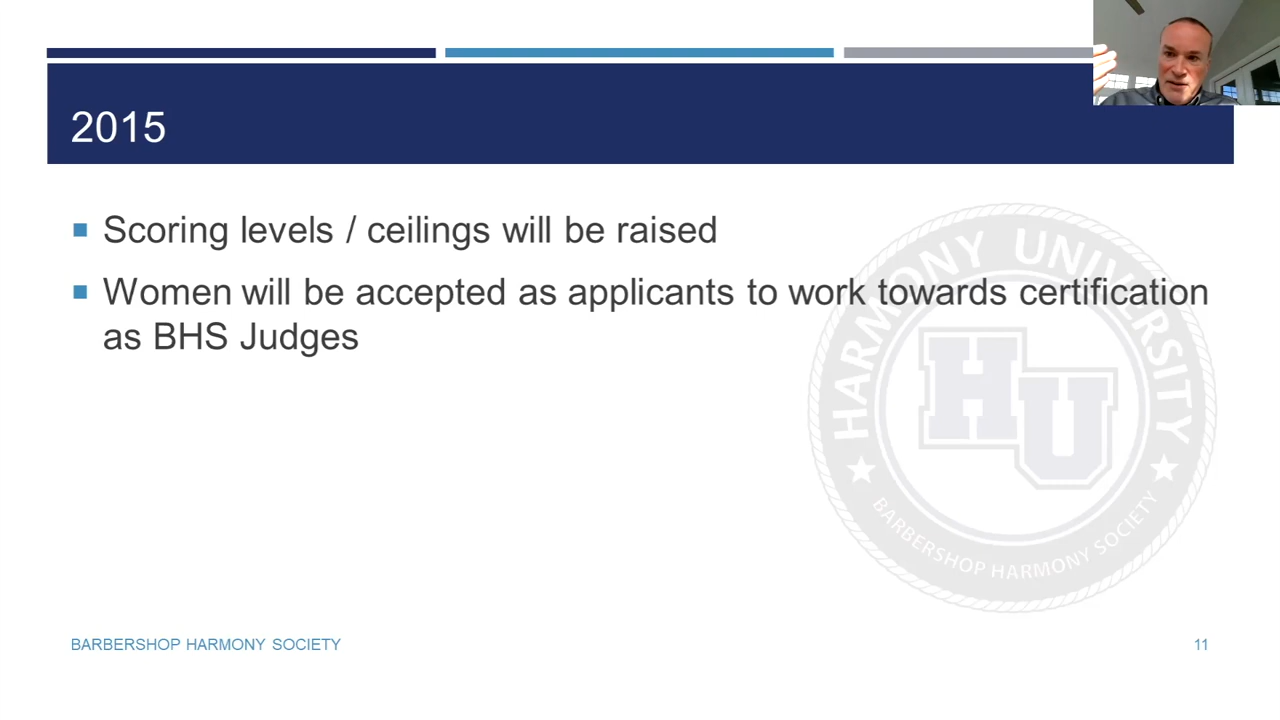 2015
Scoring levels / ceilings will be raised
Women will be accepted as applicants to work towards certification
as BHS Judges
HARMONY UNIVERSITY
HU
BARBERSHOP HARMONY SOCIETY
BARBERSHOP HARMONY SOCIETY
11